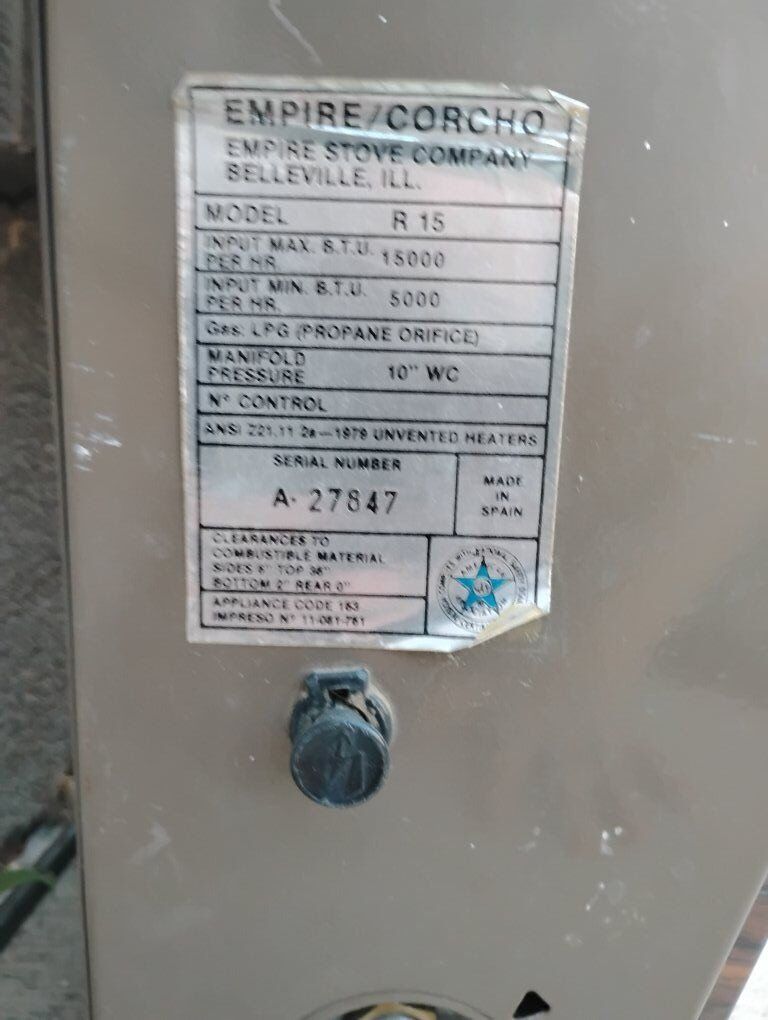 EMPIRE/CORCHO
EMPIRE STOVE COMPANY
BELLEVILLE, ILL.
MODEL R 15
INPUT MAX. B.T.U. PER HR. 15000
INPUT MIN. B.T.U. PER HR. 5000
Gas: LPG (PROPANE ORIFICE)
MANIFOLD PRESSURE 10" WC
Nº CONTROL
ANSI Z21.11 2a—1979 UNVENTED HEATERS
SERIAL NUMBER
A- 27847
MADE
IN
SPAIN
CLEARANCES TO
COMBUSTIBLE MATERIAL
SIDES 6" TOP 36"
BOTTOM 2" REAR 0"
APPLIANCE CODE 183
IMPRESO Nº 11-081-781